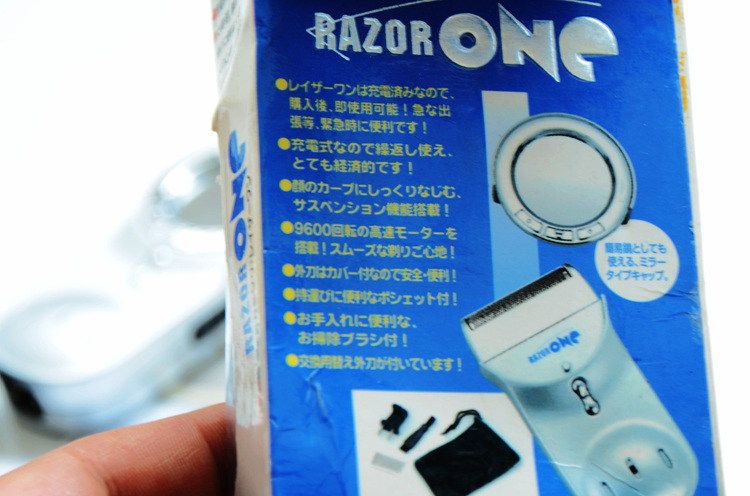 RAZOR ONE
●レイザーワンは充電済みなので、
購入後、即使用可能！急な出
張等、緊急時に便利です！
●充電式なので繰返し使え、
とても経済的です！
●顔のカーブにしっくりなじむ、
サスペンション機能搭載！
●9600回転の高速モーターを
搭載！スムーズな剃りご心地！
●外刃はカバー付なので安全・便利！
●持運びに便利なポシェット付！
●お手入れに便利な、
お掃除ブラシ付！
●交換用替え外刃が付いています！
簡易鏡としても
使える、ミラー
タイプキャップ。
RAZOR ONE
RAZOR ONE